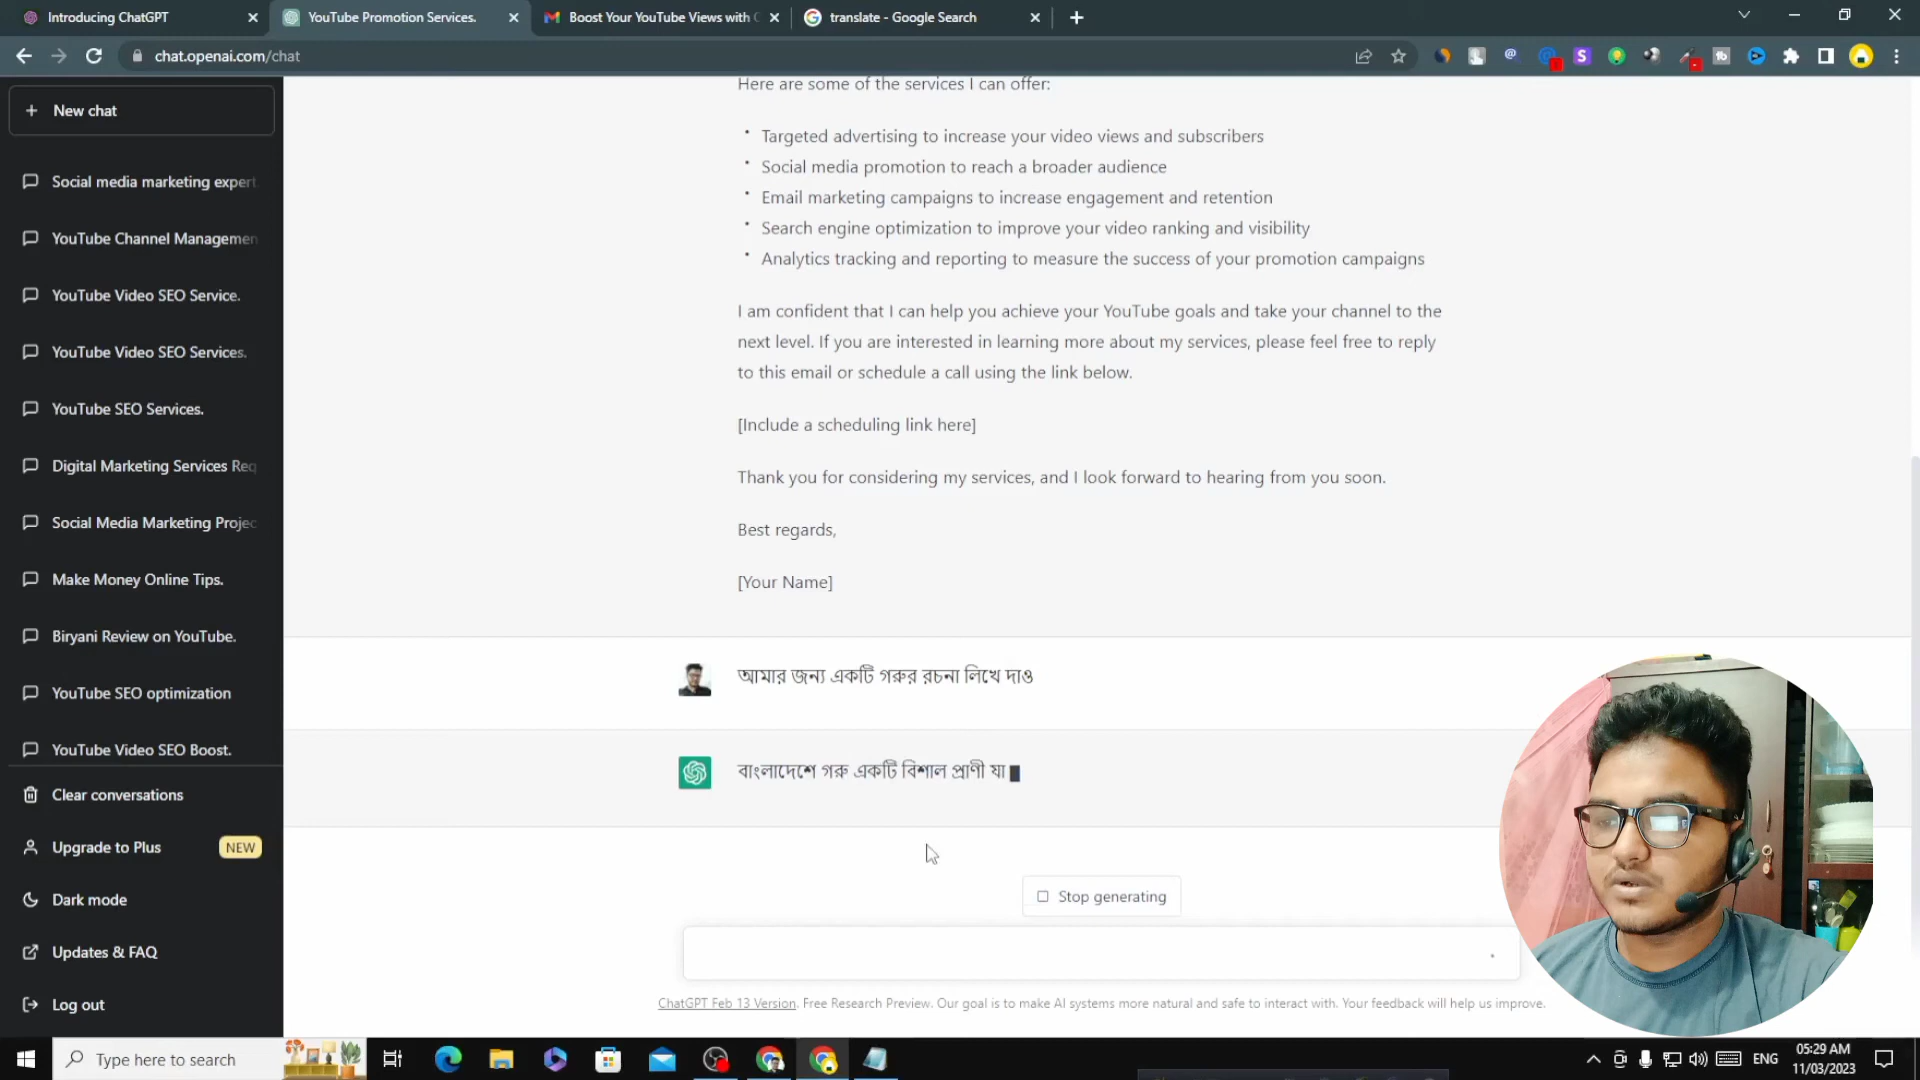 Introducing ChatGPT
YouTube Promotion Services.
Boost Your YouTube Views with
translate - Google Search
chat.openai.com/chat
New chat
Social media marketing expert
YouTube Channel Managemen
YouTube Video SEO Service.
YouTube Video SEO Services.
YouTube SEO Services.
Digital Marketing Services Req
Social Media Marketing Projec
Make Money Online Tips.
Biryani Review on YouTube.
YouTube SEO optimization
YouTube Video SEO Boost.
Clear conversations
Upgrade to Plus NEW
Dark mode
Updates & FAQ
Log out
Here are some of the services I can offer:
• Targeted advertising to increase your video views and subscribers
• Social media promotion to reach a broader audience
• Email marketing campaigns to increase engagement and retention
• Search engine optimization to improve your video ranking and visibility
• Analytics tracking and reporting to measure the success of your promotion campaigns
I am confident that I can help you achieve your YouTube goals and take your channel to the
next level. If you are interested in learning more about my services, please feel free to reply
to this email or schedule a call using the link below.
[Include a scheduling link here]
Thank you for considering my services, and I look forward to hearing from you soon.
Best regards,
[Your Name]
আমার জন্য একটি গরুর রচনা লিখে দাও
বাংলাদেশে গরু একটি বিশাল প্রাণী যা
Stop generating
ChatGPT Feb 13 Version. Free Research Preview. Our goal is to make AI systems more natural and safe to interact with. Your feedback will help us improve.
Type here to search
ENG
05:29 AM
11/03/2023